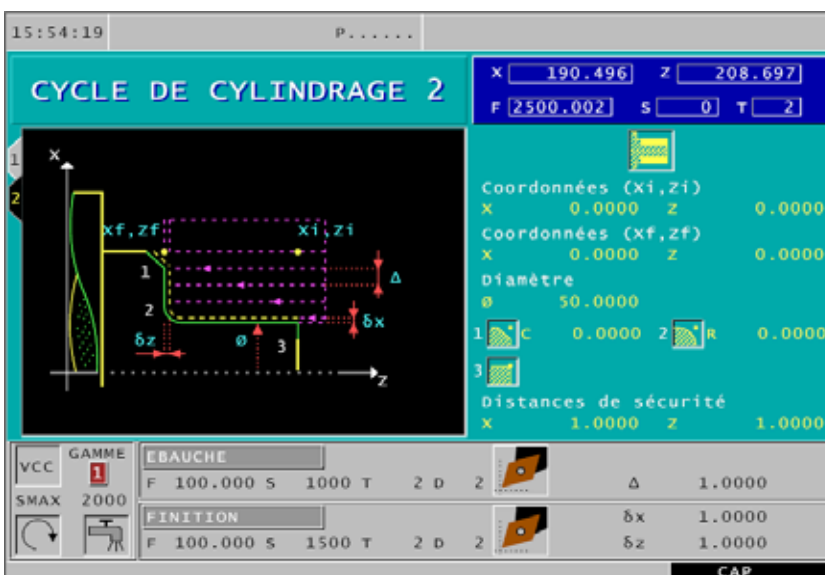 15:54:19 P......
CYCLE DE CYLINDRAGE 2
X 190.496 Z 208.697
F 2500.002 S 0 T 2
1
2
X
xf,zf xi,zi
1
Δ
2
δx
δz ø 3
z
Coordonnées (Xi,Zi)
X 0.0000 Z 0.0000
Coordonnées (Xf,Zf)
X 0.0000 Z 0.0000
Diamètre
Ø 50.0000
1 C 0.0000 2 R 0.0000
3
Distances de sécurité
X 1.0000 Z 1.0000
VCC GAMME
1
SMAX 2000
EBAUCHE
F 100.000 S 1000 T 2 D 2 Δ 1.0000
FINITION
F 100.000 S 1500 T 2 D 2
δx 1.0000
δz 1.0000
CAP